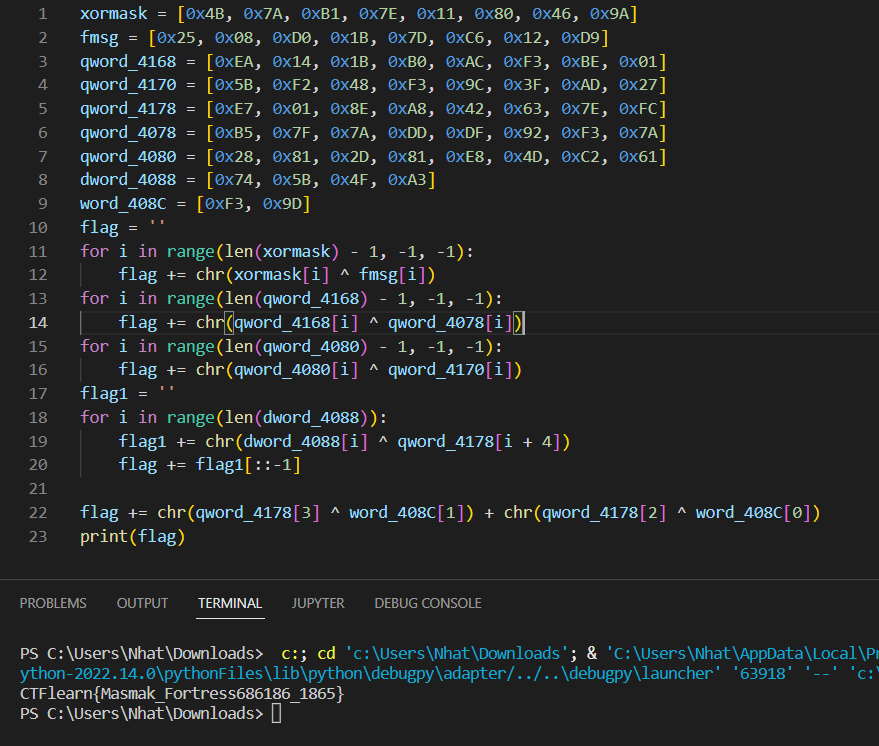 1 xormask = [0x4B, 0x7A, 0xB1, 0x7E, 0x11, 0x80, 0x46, 0x9A]
2 fmsg = [0x25, 0x08, 0xD0, 0x1B, 0x7D, 0xC6, 0x12, 0xD9]
3 qword_4168 = [0xEA, 0x14, 0x1B, 0xB0, 0xAC, 0xF3, 0xBE, 0x01]
4 qword_4170 = [0x5B, 0xF2, 0x48, 0xF3, 0x9C, 0x3F, 0xAD, 0x27]
5 qword_4178 = [0xE7, 0x01, 0x8E, 0xA8, 0x42, 0x63, 0x7E, 0xFC]
6 qword_4078 = [0xB5, 0x7F, 0x7A, 0xDD, 0xDF, 0x92, 0xF3, 0x7A]
7 qword_4080 = [0x28, 0x81, 0x2D, 0x81, 0xE8, 0x4D, 0xC2, 0x61]
8 dword_4088 = [0x74, 0x5B, 0x4F, 0xA3]
9 word_408C = [0xF3, 0x9D]
10 flag = ''
11 for i in range(len(xormask) - 1, -1, -1):
12     flag += chr(xormask[i] ^ fmsg[i])
13 for i in range(len(qword_4168) - 1, -1, -1):
14     flag += chr(qword_4168[i] ^ qword_4078[i])
15 for i in range(len(qword_4080) - 1, -1, -1):
16     flag += chr(qword_4080[i] ^ qword_4170[i])
17 flag1 = ''
18 for i in range(len(dword_4088)):
19     flag1 += chr(dword_4088[i] ^ qword_4178[i + 4])
20     flag += flag1[::-1]
21
22 flag += chr(qword_4178[3] ^ word_408C[1]) + chr(qword_4178[2] ^ word_408C[0])
23 print(flag)
PROBLEMS OUTPUT TERMINAL JUPYTER DEBUG CONSOLE
PS C:\Users\Nhat\Downloads>  c:; cd 'c:\Users\Nhat\Downloads'; & 'C:\Users\Nhat\AppData\Local\Pr
ython-2022.14.0\pythonFiles\lib\python\debugpy\adapter/../..\debugpy\launcher' '63918' '--' 'c:\
CTFlearn{Masmak_Fortress686186_1865}
PS C:\Users\Nhat\Downloads>